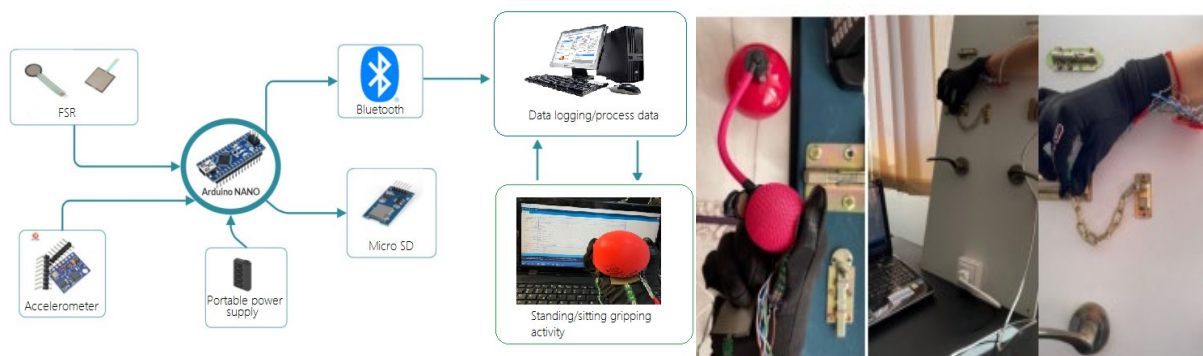 FSR
Bluetooth
Data logging/process data
Arduino NANO
Micro SD
Accelerometer
Portable power
supply
Standing/sitting gripping
activity